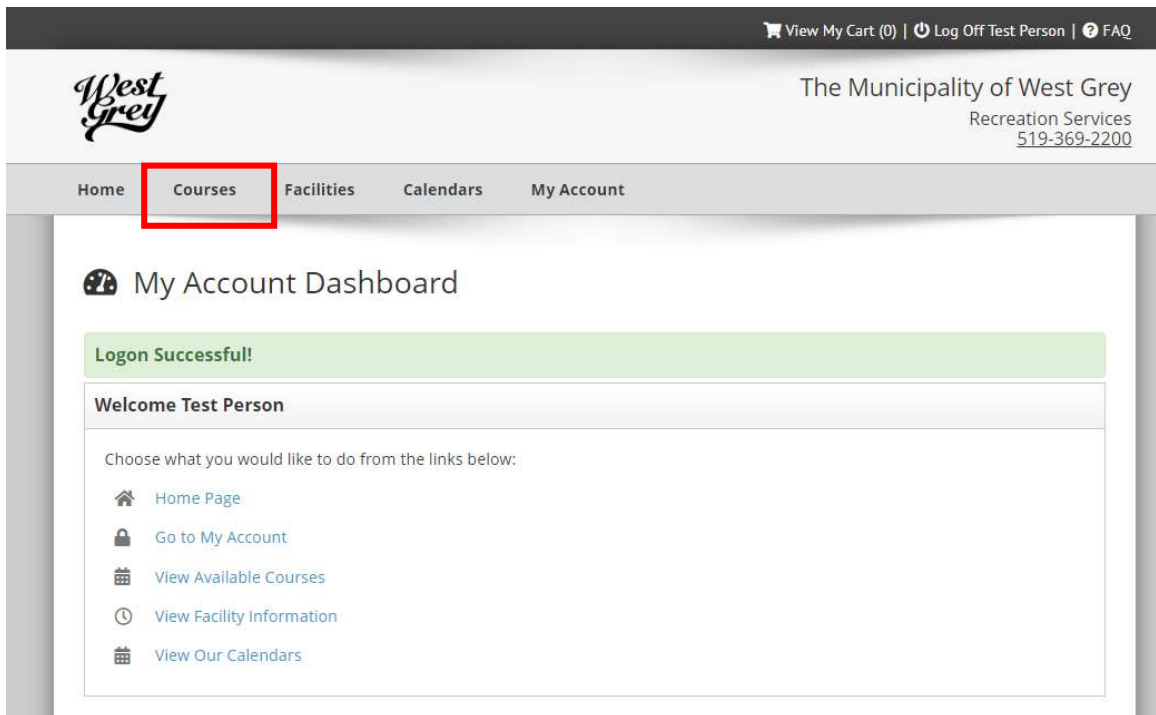 View My Cart (0) | Log Off Test Person | FAQ
West
Grey
The Municipality of West Grey
Recreation Services
519-369-2200
Home Courses Facilities Calendars My Account
My Account Dashboard
Logon Successful!
Welcome Test Person
Choose what you would like to do from the links below:
Home Page
Go to My Account
View Available Courses
View Facility Information
View Our Calendars